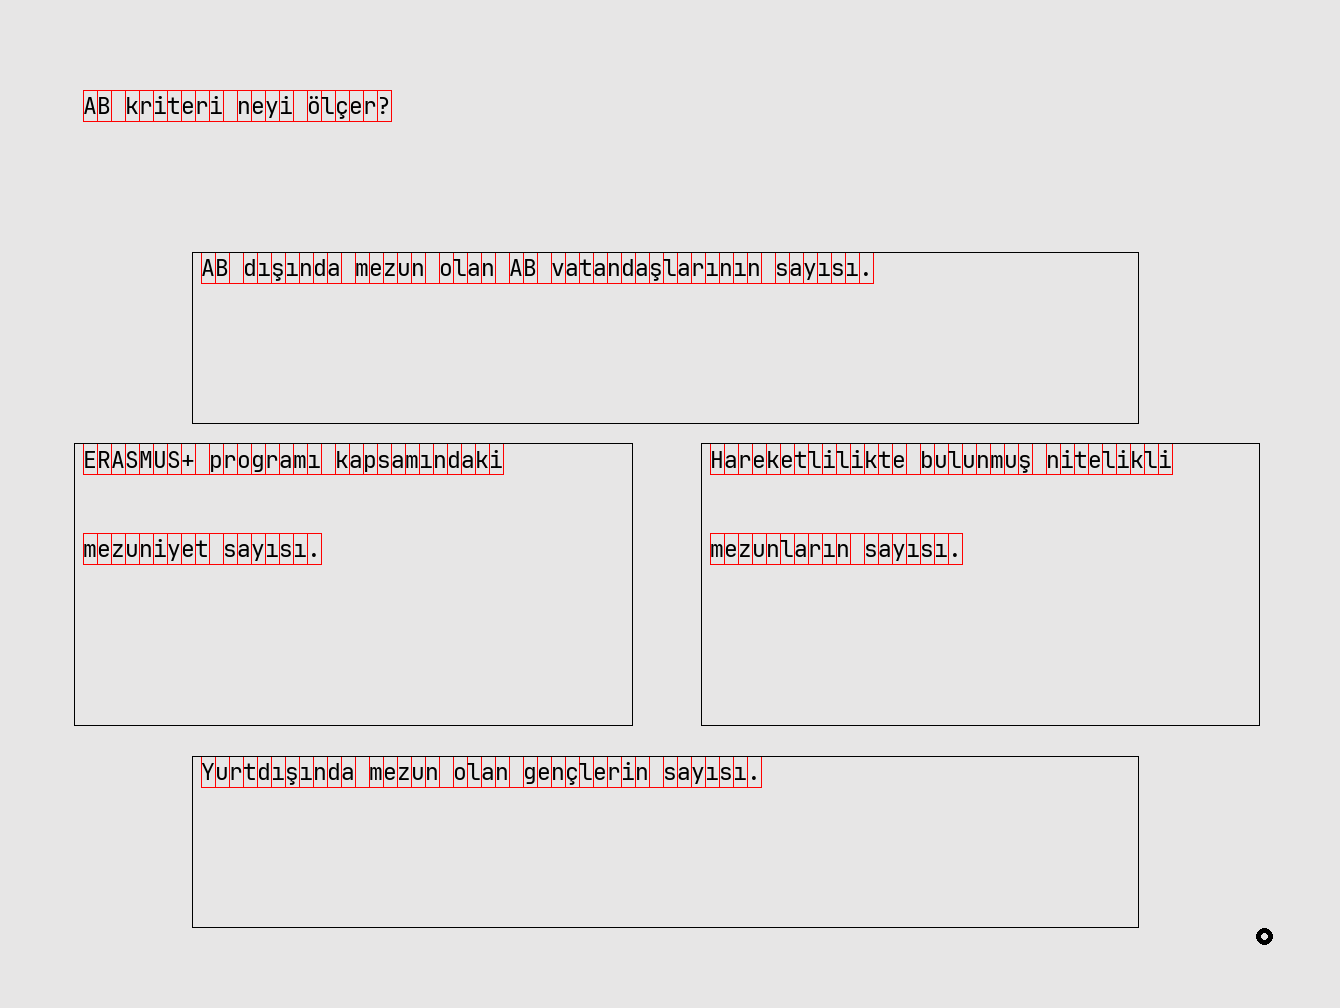 AB kriteri neyi ölçer?
AB dışında mezun olan AB vatandaşlarının sayısı.
ERASMUS+ programı kapsamındaki
mezuniyet sayısı.
Hareketlilikte bulunmuş nitelikli
mezunların sayısı.
Yurtdışında mezun olan gençlerin sayısı.